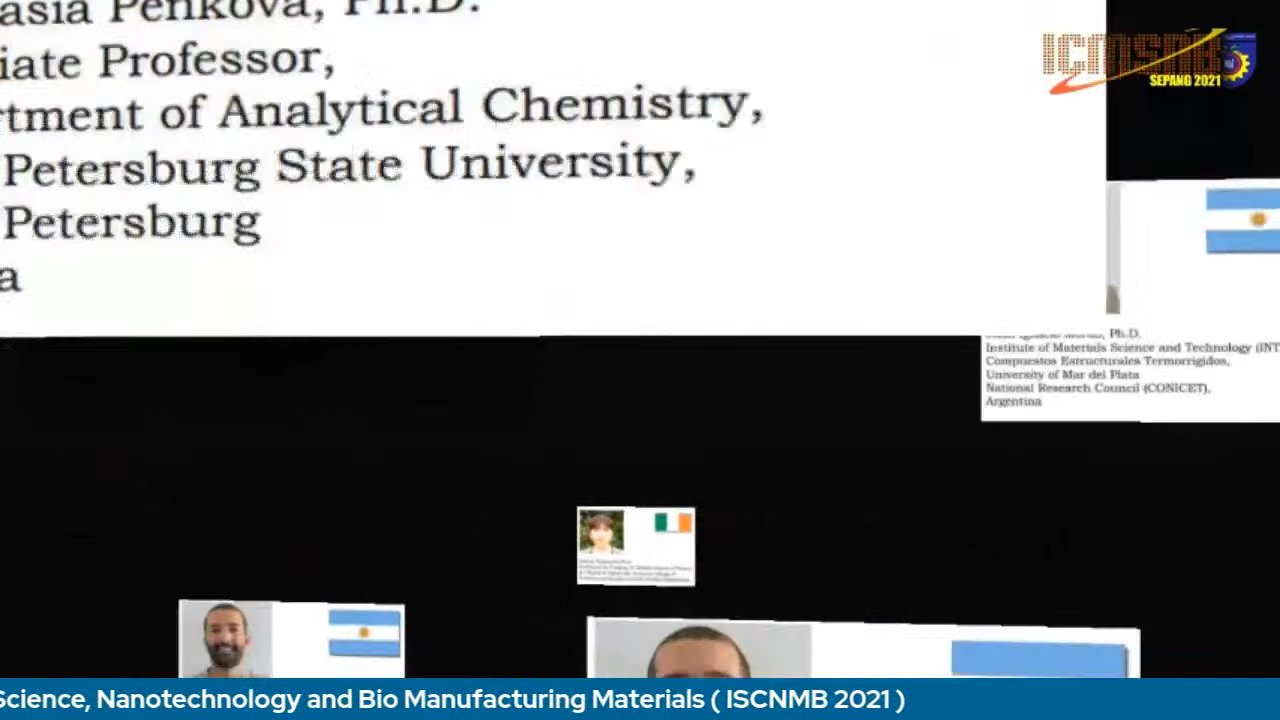 asia Penkova, Ph.D.
iate Professor,
rtment of Analytical Chemistry,
Petersburg State University,
Petersburg
a
ICMSNB
SEPANG 2021
Ph.D.
Institute of Materials Science and Technology (INT
Compuestos Estructurales Termorrigidos,
University of Mar del Plata
National Research Council (CONICET),
Argentina
Science, Nanotechnology and Bio Manufacturing Materials ( ISCNMB 2021 )